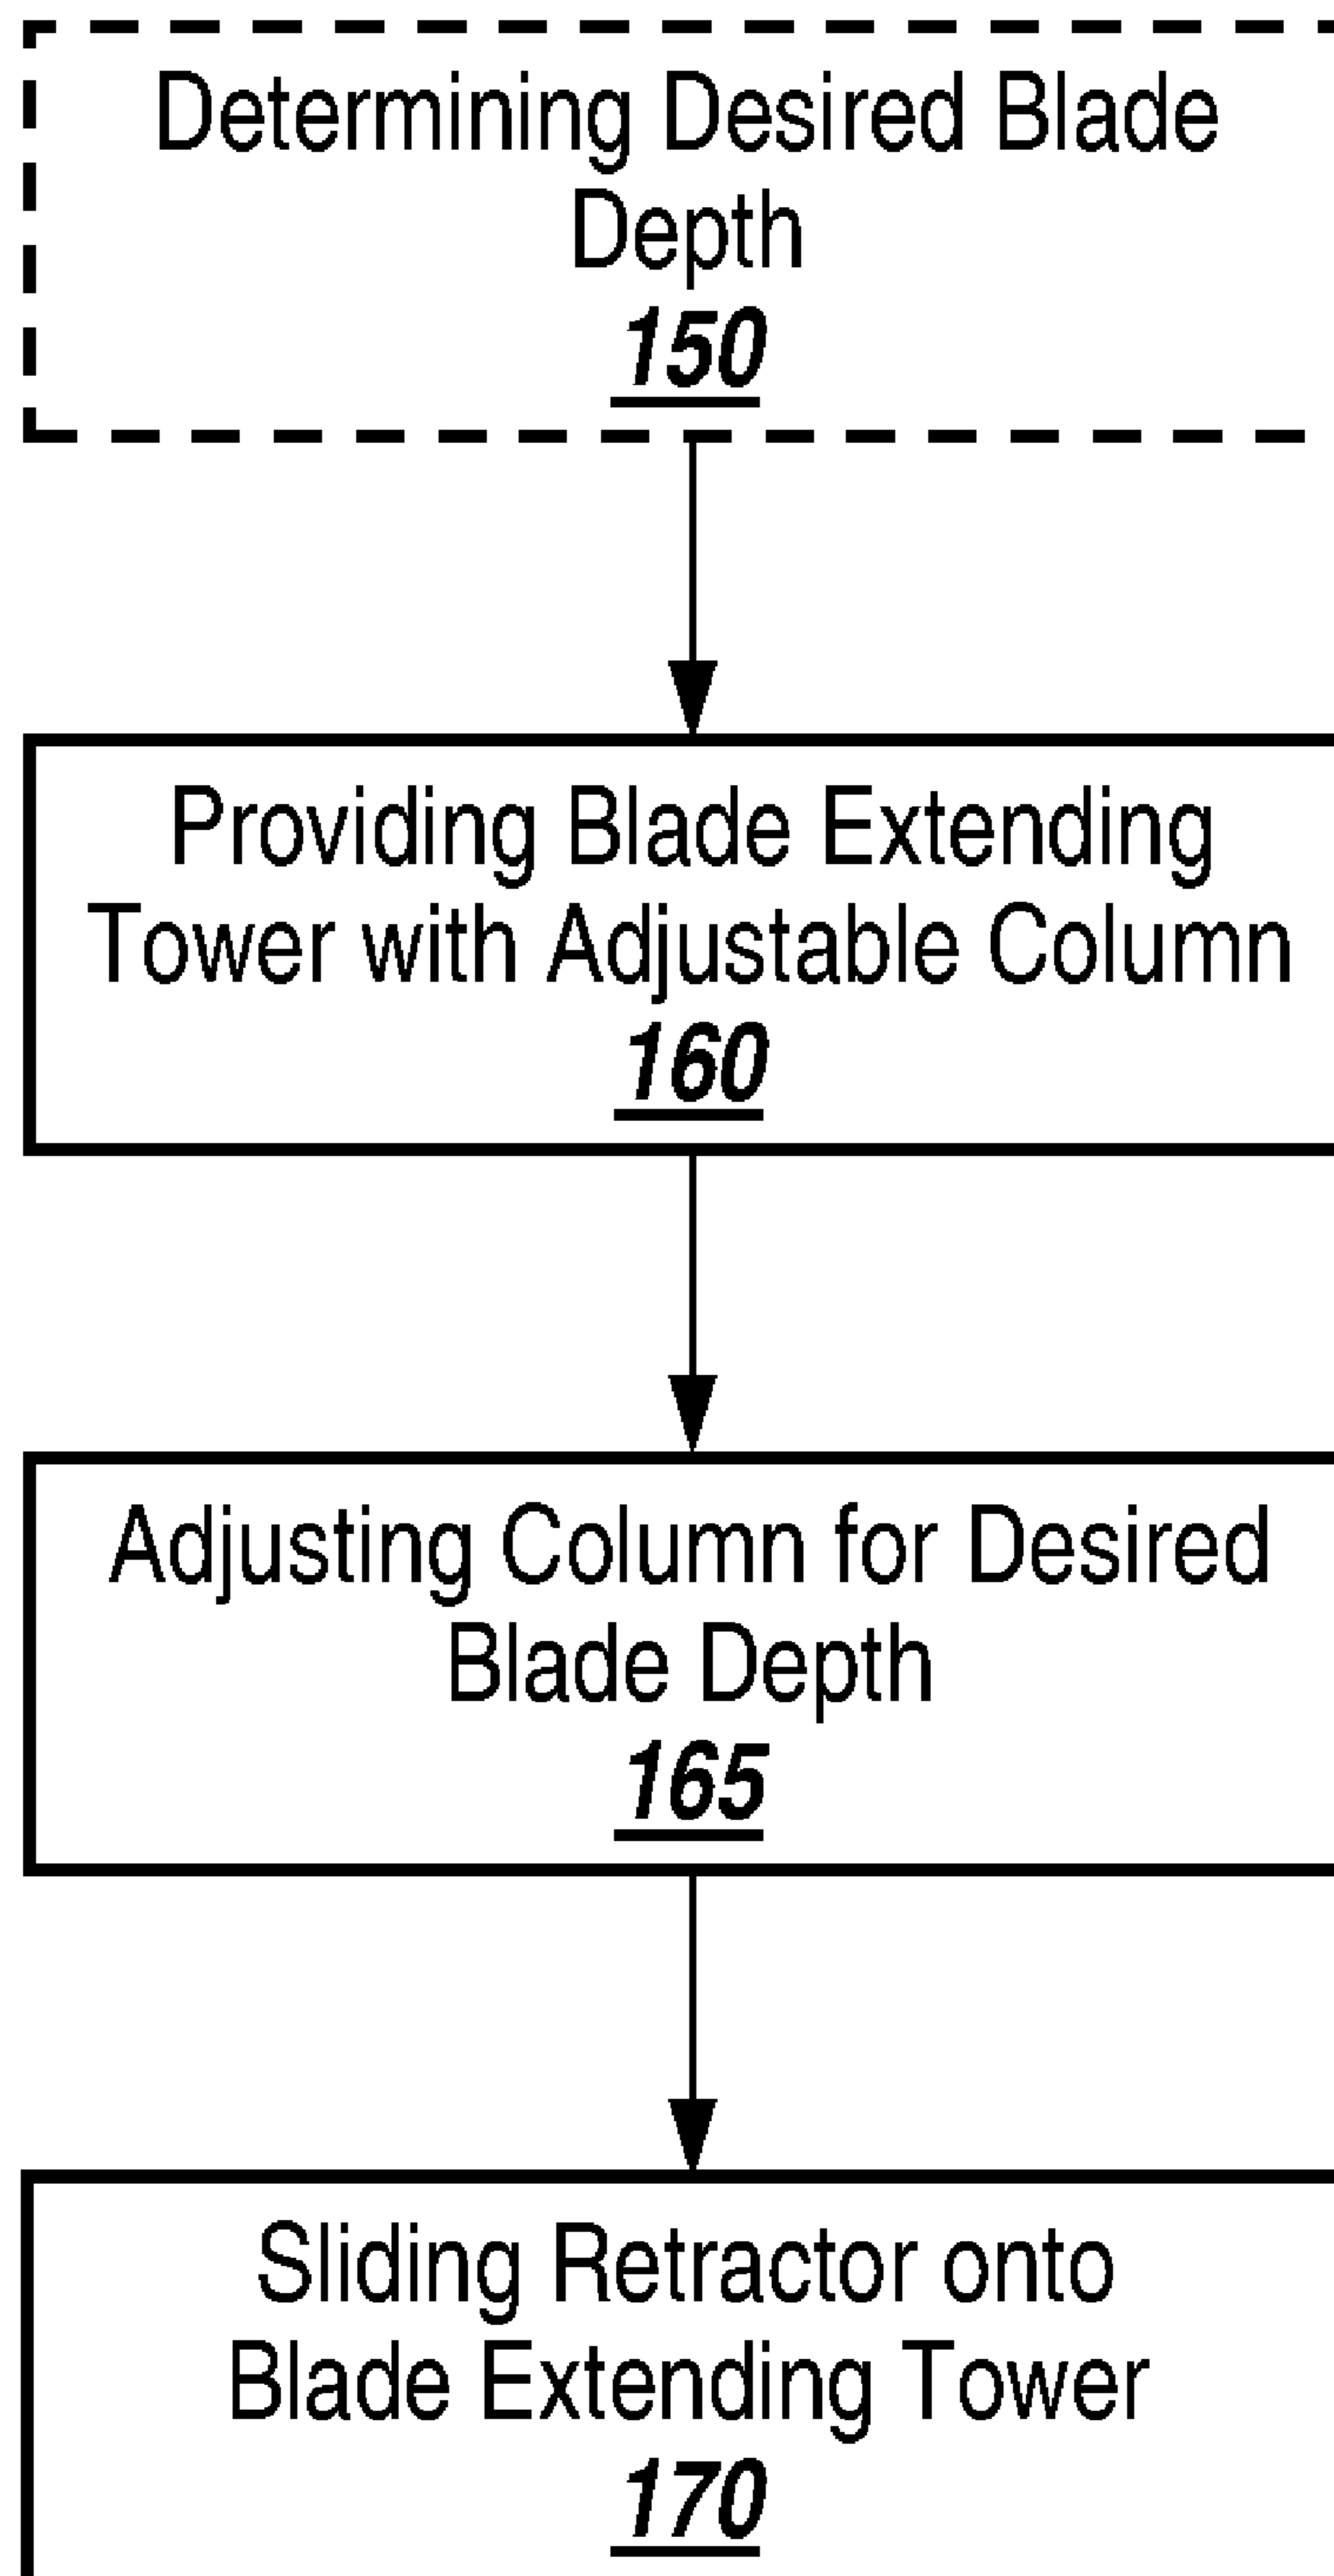 Determining Desired Blade
Depth
150
Providing Blade Extending
Tower with Adjustable Column
160
Adjusting Column for Desired
Blade Depth
165
Sliding Retractor onto
Blade Extending Tower
170